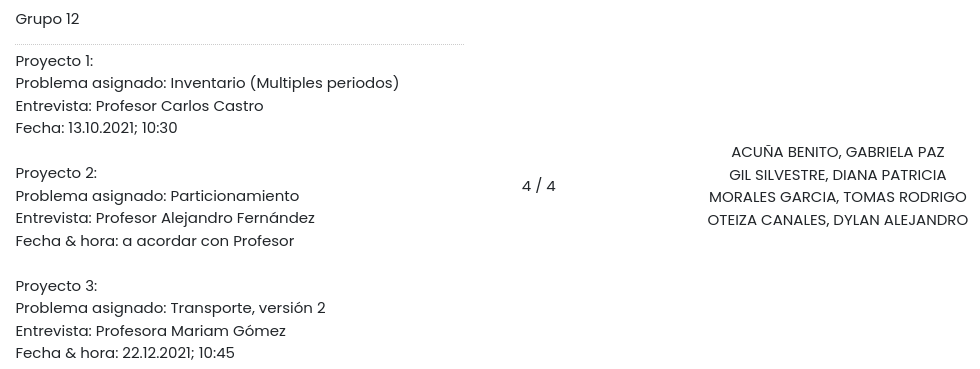 Grupo 12
Proyecto 1:
Problema asignado: Inventario (Multiples periodos)
Entrevista: Profesor Carlos Castro
Fecha: 13.10.2021; 10:30
Proyecto 2:
Problema asignado: Particionamiento
Entrevista: Profesor Alejandro Fernández
Fecha & hora: a acordar con Profesor
Proyecto 3:
Problema asignado: Transporte, versión 2
Entrevista: Profesora Mariam Gómez
Fecha & hora: 22.12.2021; 10:45
4 / 4
ACUÑA BENITO, GABRIELA PAZ
GIL SILVESTRE, DIANA PATRICIA
MORALES GARCIA, TOMAS RODRIGO
OTEIZA CANALES, DYLAN ALEJANDRO